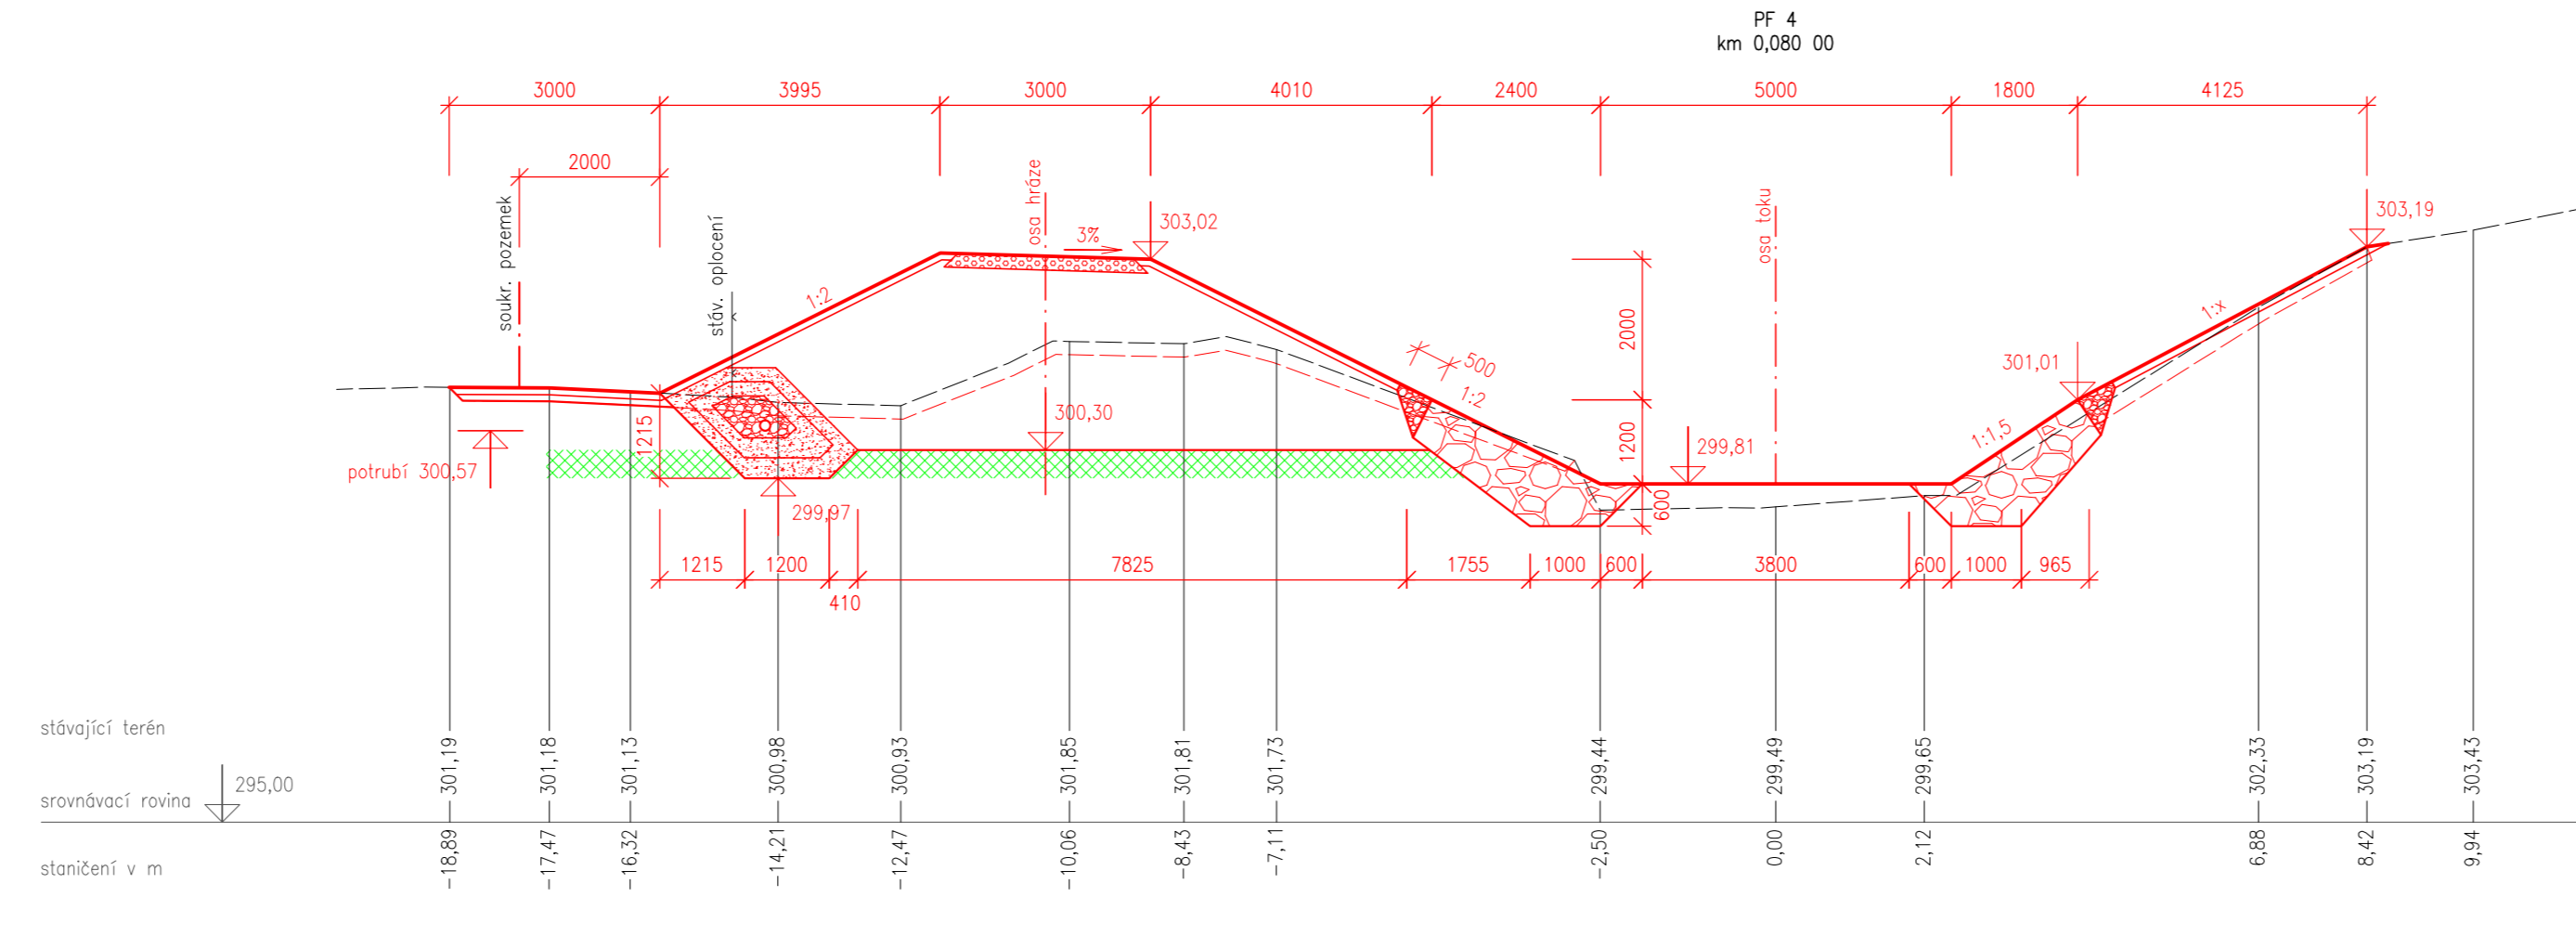 PF 4
km 0,080 00
3000 3995 3000 4010 2400 5000 1800 4125
2000
soukr. pozemek
stáv. oplocení
osa hráze
osa toku
3%
303,02
303,19
1:2
2000
500
1:2
301,01
1:x
1:1,5
1215
300,30
299,81
1200
potrubí 300,57
299,97
600
1215 1200 7825 1755 1000 600 3800 600 1000 965
410
stávající terén
301,19 301,18 301,13 300,98 300,93 301,85 301,81 301,73 299,44 299,49 299,65 302,33 303,19 303,43
295,00
srovnávací rovina
staničení v m
-18,89 -17,47 -16,32 -14,21 -12,47 -10,06 -8,43 -7,11 -2,50 0,00 2,12 6,88 8,42 9,94